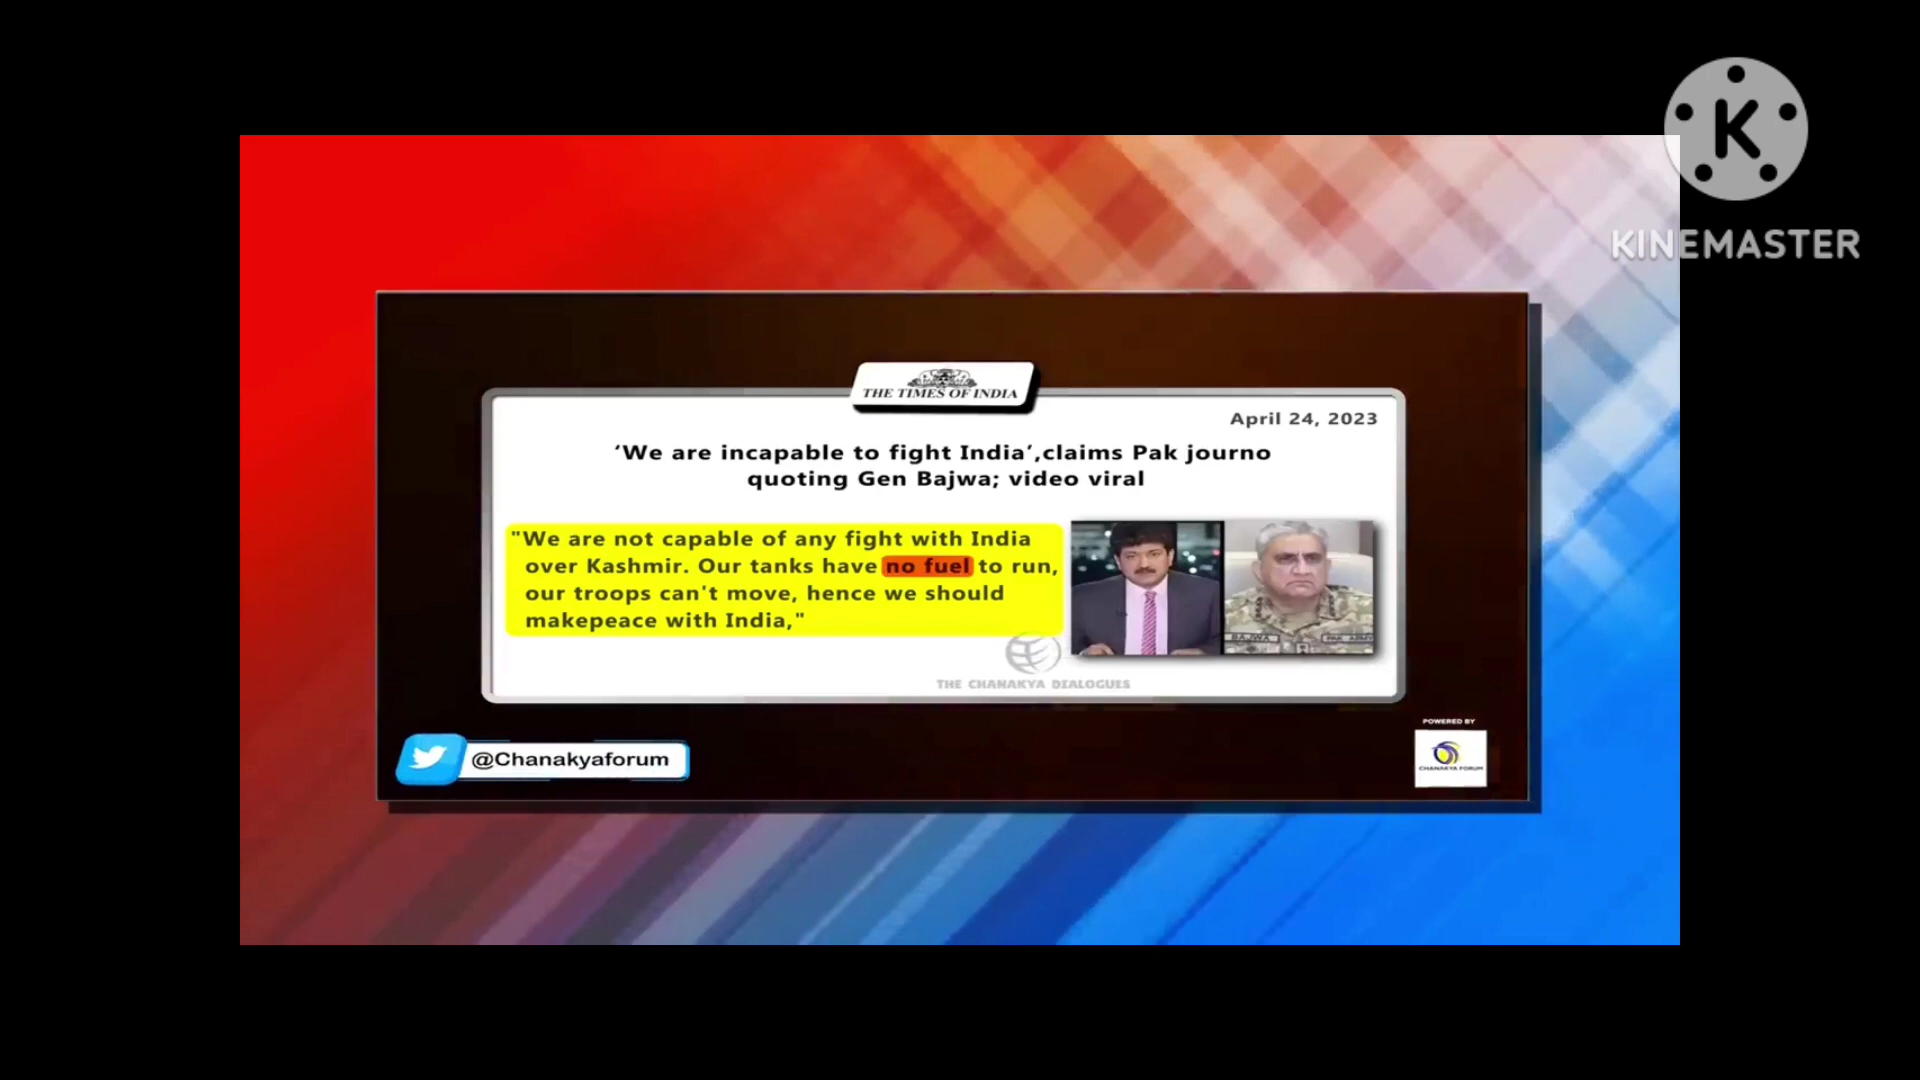 K
KINEMASTER
THE TIMES OF INDIA
April 24, 2023
‘We are incapable to fight India’,claims Pak journo
quoting Gen Bajwa; video viral
"We are not capable of any fight with India
over Kashmir. Our tanks have no fuel to run,
our troops can't move, hence we should
makepeace with India,"
BAJWA
PAK ARMY
THE CHANAKYA DIALOGUES
POWERED BY
@Chanakyaforum
CHANAKYA FORUM